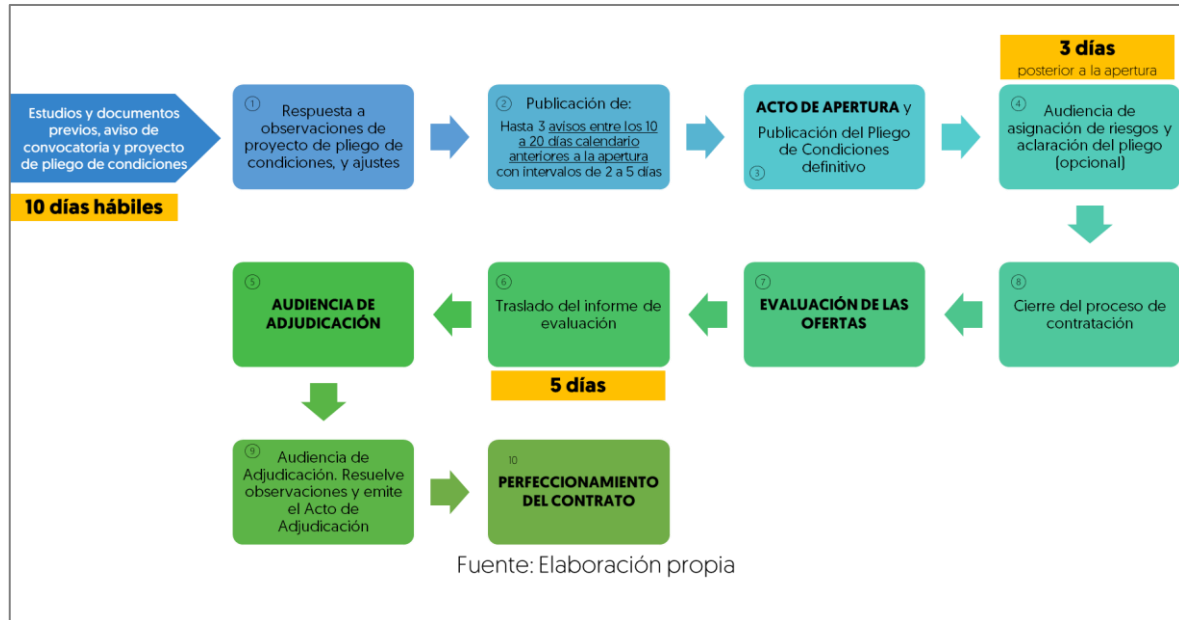 Estudios y documentos
previos, aviso de
convocatoria y proyecto
de pliego de condiciones
10 días hábiles
①
Respuesta a
observaciones de
proyecto de pliego de
condiciones, y ajustes
②
Publicación de:
Hasta 3 avisos entre los 10
a 20 días calendario
anteriores a la apertura
con intervalos de 2 a 5 días
ACTO DE APERTURA y
Publicación del Pliego
de Condiciones
definitivo
③
3 días
posterior a la apertura
④
Audiencia de
asignación de riesgos y
aclaración del pliego
(opcional)
⑧
Cierre del proceso de
contratación
⑦
EVALUACIÓN DE LAS
OFERTAS
⑥
Traslado del informe de
evaluación
5 días
⑤
AUDIENCIA DE
ADJUDICACIÓN
⑨
Audiencia de
Adjudicación. Resuelve
observaciones y emite
el Acto de
Adjudicación
10
PERFECCIONAMIENTO
DEL CONTRATO
Fuente: Elaboración propia